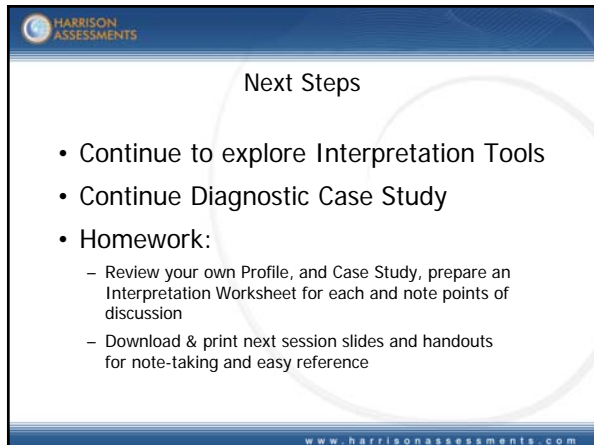 HARRISON
ASSESSMENTS
Next Steps
• Continue to explore Interpretation Tools
• Continue Diagnostic Case Study
• Homework:
– Review your own Profile, and Case Study, prepare an
Interpretation Worksheet for each and note points of
discussion
– Download & print next session slides and handouts
for note-taking and easy reference
www.harrisonassessments.com